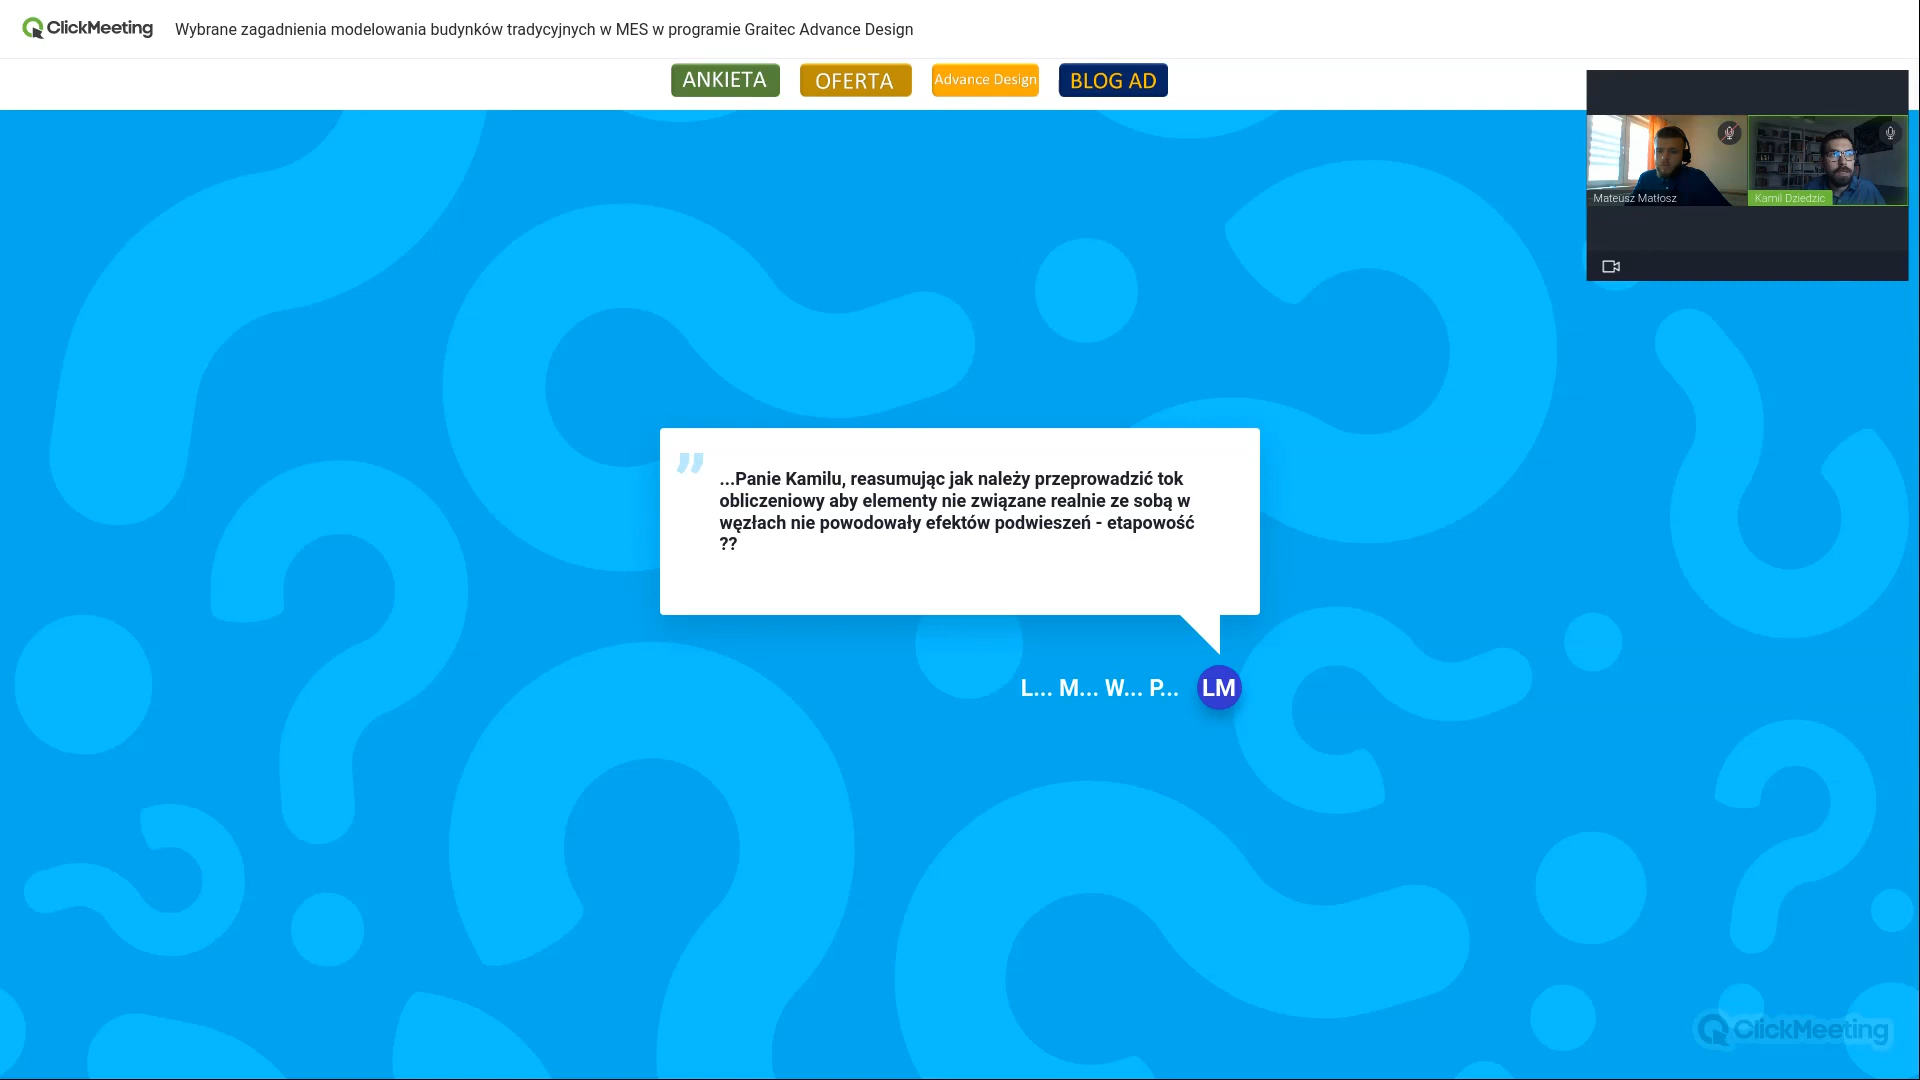 ClickMeeting
Wybrane zagadnienia modelowania budynków tradycyjnych w MES w programie Graitec Advance Design
ANKIETA
OFERTA
Advance Design
BLOG AD
Mateusz Matłosz
Kamil Dziedzic
...Panie Kamilu, reasumując jak należy przeprowadzić tok
obliczeniowy aby elementy nie związane realnie ze sobą w
węzłach nie powodowały efektów podwieszeń - etapowość
??
L... M... W... P...
LM
ClickMeeting